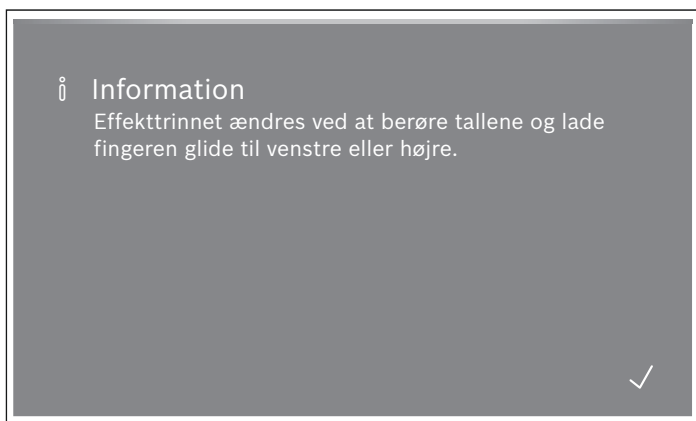 Information
Effekttrinnet ændres ved at berøre tallene og lade
fingeren glide til venstre eller højre.